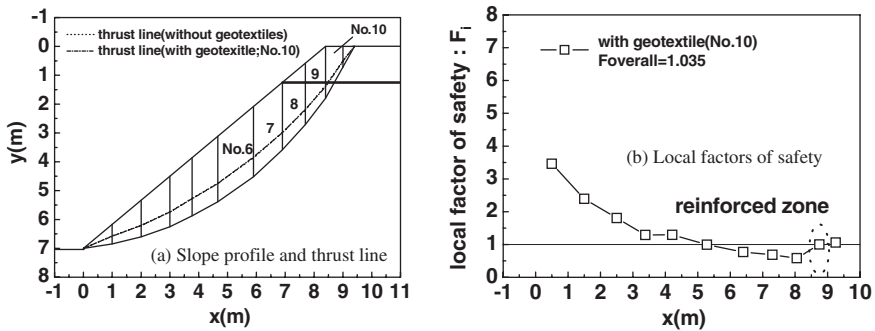 -1
0
1
2
3
4
5
6
7
8
y(m)
thrust line(without geotextiles)
thrust line(with geotexitle;No.10)
No.10
9
8
7
No.6
(a) Slope profile and thrust line
-1 0 1 2 3 4 5 6 7 8 9 10 11
x(m)
8
7
6
5
4
3
2
1
0
local factor of safety : Fi
with geotextile(No.10)
Foverall=1.035
(b) Local factors of safety
reinforced zone
-1 0 1 2 3 4 5 6 7 8 9 10
x(m)